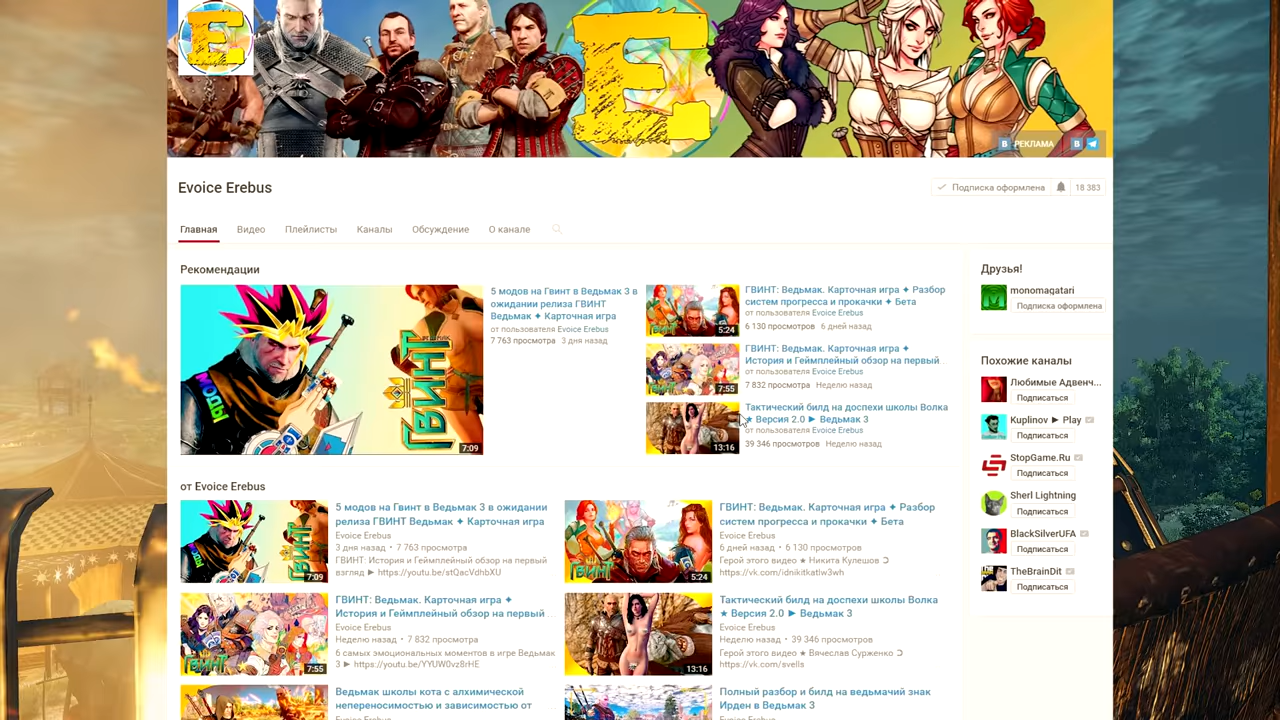 E
E
В РЕКЛАМА В
Evoice Erebus
Подписка оформлена 18 383
Главная Видео Плейлисты Каналы Обсуждение О канале
Рекомендации
МОДЫ
ГВИНТ
7:09
5 модов на Гвинт в Ведьмак 3 в
ожидании релиза ГВИНТ
Ведьмак ✦ Карточная игра
от пользователя Evoice Erebus
7 763 просмотра 3 дня назад
ГВИНТ
5:24
ГВИНТ: Ведьмак. Карточная игра ✦ Разбор
систем прогресса и прокачки ✦ Бета
от пользователя Evoice Erebus
6 130 просмотров 6 дней назад
ГВИНТ
7:55
ГВИНТ: Ведьмак. Карточная игра ✦
История и Геймплейный обзор на первый
от пользователя Evoice Erebus
7 832 просмотра Неделю назад
13:16
Тактический билд на доспехи школы Волка
★ Версия 2.0 ► Ведьмак 3
от пользователя Evoice Erebus
39 346 просмотров Неделю назад
Друзья!
monomagatari
Подписка оформлена
Похожие каналы
Любимые Адвенч...
Подписаться
Kuplinov ► Play
Подписаться
StopGame.Ru
Подписаться
Sherl Lightning
Подписаться
BlackSilverUFA
Подписаться
TheBrainDit
Подписаться
от Evoice Erebus
ГВИНТ
7:09
5 модов на Гвинт в Ведьмак 3 в ожидании
релиза ГВИНТ Ведьмак ✦ Карточная игра
Evoice Erebus
3 дня назад • 7 763 просмотра
ГВИНТ: История и Геймплейный обзор на первый
взгляд ► https://youtu.be/stQacVdhbXU
ГВИНТ
5:24
ГВИНТ: Ведьмак. Карточная игра ✦ Разбор
систем прогресса и прокачки ✦ Бета
Evoice Erebus
6 дней назад • 6 130 просмотров
Герой этого видео ★ Никита Кулешов
https://vk.com/idnikitkatlw3wh
ГВИНТ
7:55
ГВИНТ: Ведьмак. Карточная игра ✦
История и Геймплейный обзор на первый ...
Evoice Erebus
Неделю назад • 7 832 просмотра
6 самых эмоциональных моментов в игре Ведьмак
3 ► https://youtu.be/YYUW0vz8rHE
13:16
Тактический билд на доспехи школы Волка
★ Версия 2.0 ► Ведьмак 3
Evoice Erebus
Неделю назад • 39 346 просмотров
Герой этого видео ★ Вячеслав Сурженко
https://vk.com/svells
Ведьмак школы кота с алхимической
непереносимостью и зависимостью от
Полный разбор и билд на ведьмачий знак
Ирден в Ведьмак 3